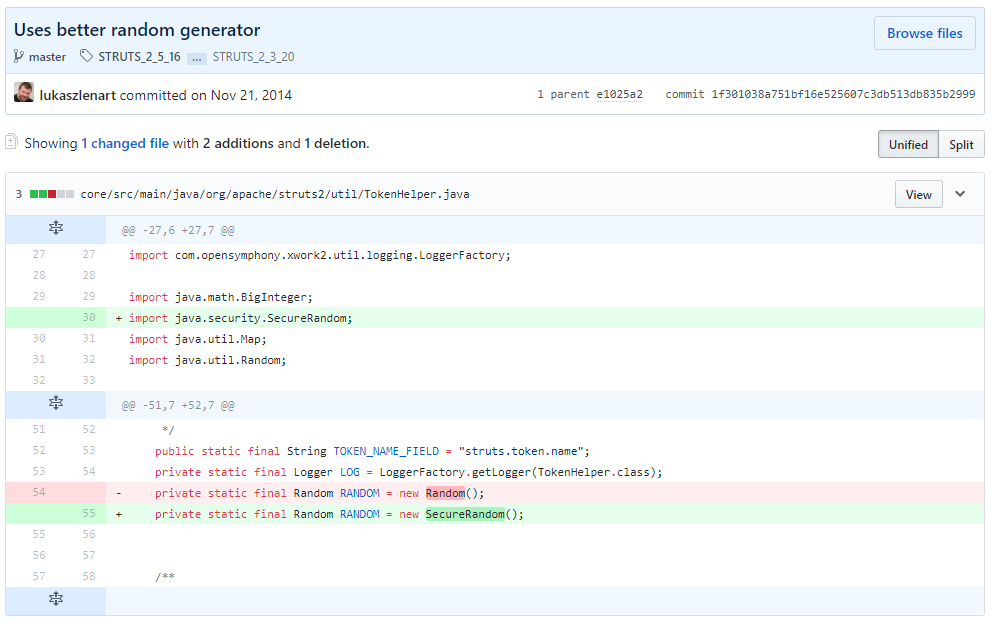 Uses better random generator
Browse files
master STRUTS_2_5_16 ... STRUTS_2_3_20
lukaszlenart committed on Nov 21, 2014
1 parent e1025a2 commit 1f301038a751bf16e525607c3db513db835b2999
Showing 1 changed file with 2 additions and 1 deletion.
Unified Split
3 core/src/main/java/org/apache/struts2/util/TokenHelper.java
View
@@ -27,6 +27,7 @@
27 27 import com.opensymphony.xwork2.util.logging.LoggerFactory;
28 28
29 29 import java.math.BigInteger;
30 + import java.security.SecureRandom;
30 31 import java.util.Map;
31 32 import java.util.Random;
32 33
@@ -51,7 +52,7 @@
51 52 */
52 53 public static final String TOKEN_NAME_FIELD = "struts.token.name";
53 54 private static final Logger LOG = LoggerFactory.getLogger(TokenHelper.class);
54 - private static final Random RANDOM = new Random();
55 + private static final Random RANDOM = new SecureRandom();
55 56
56 57
57 58 /**